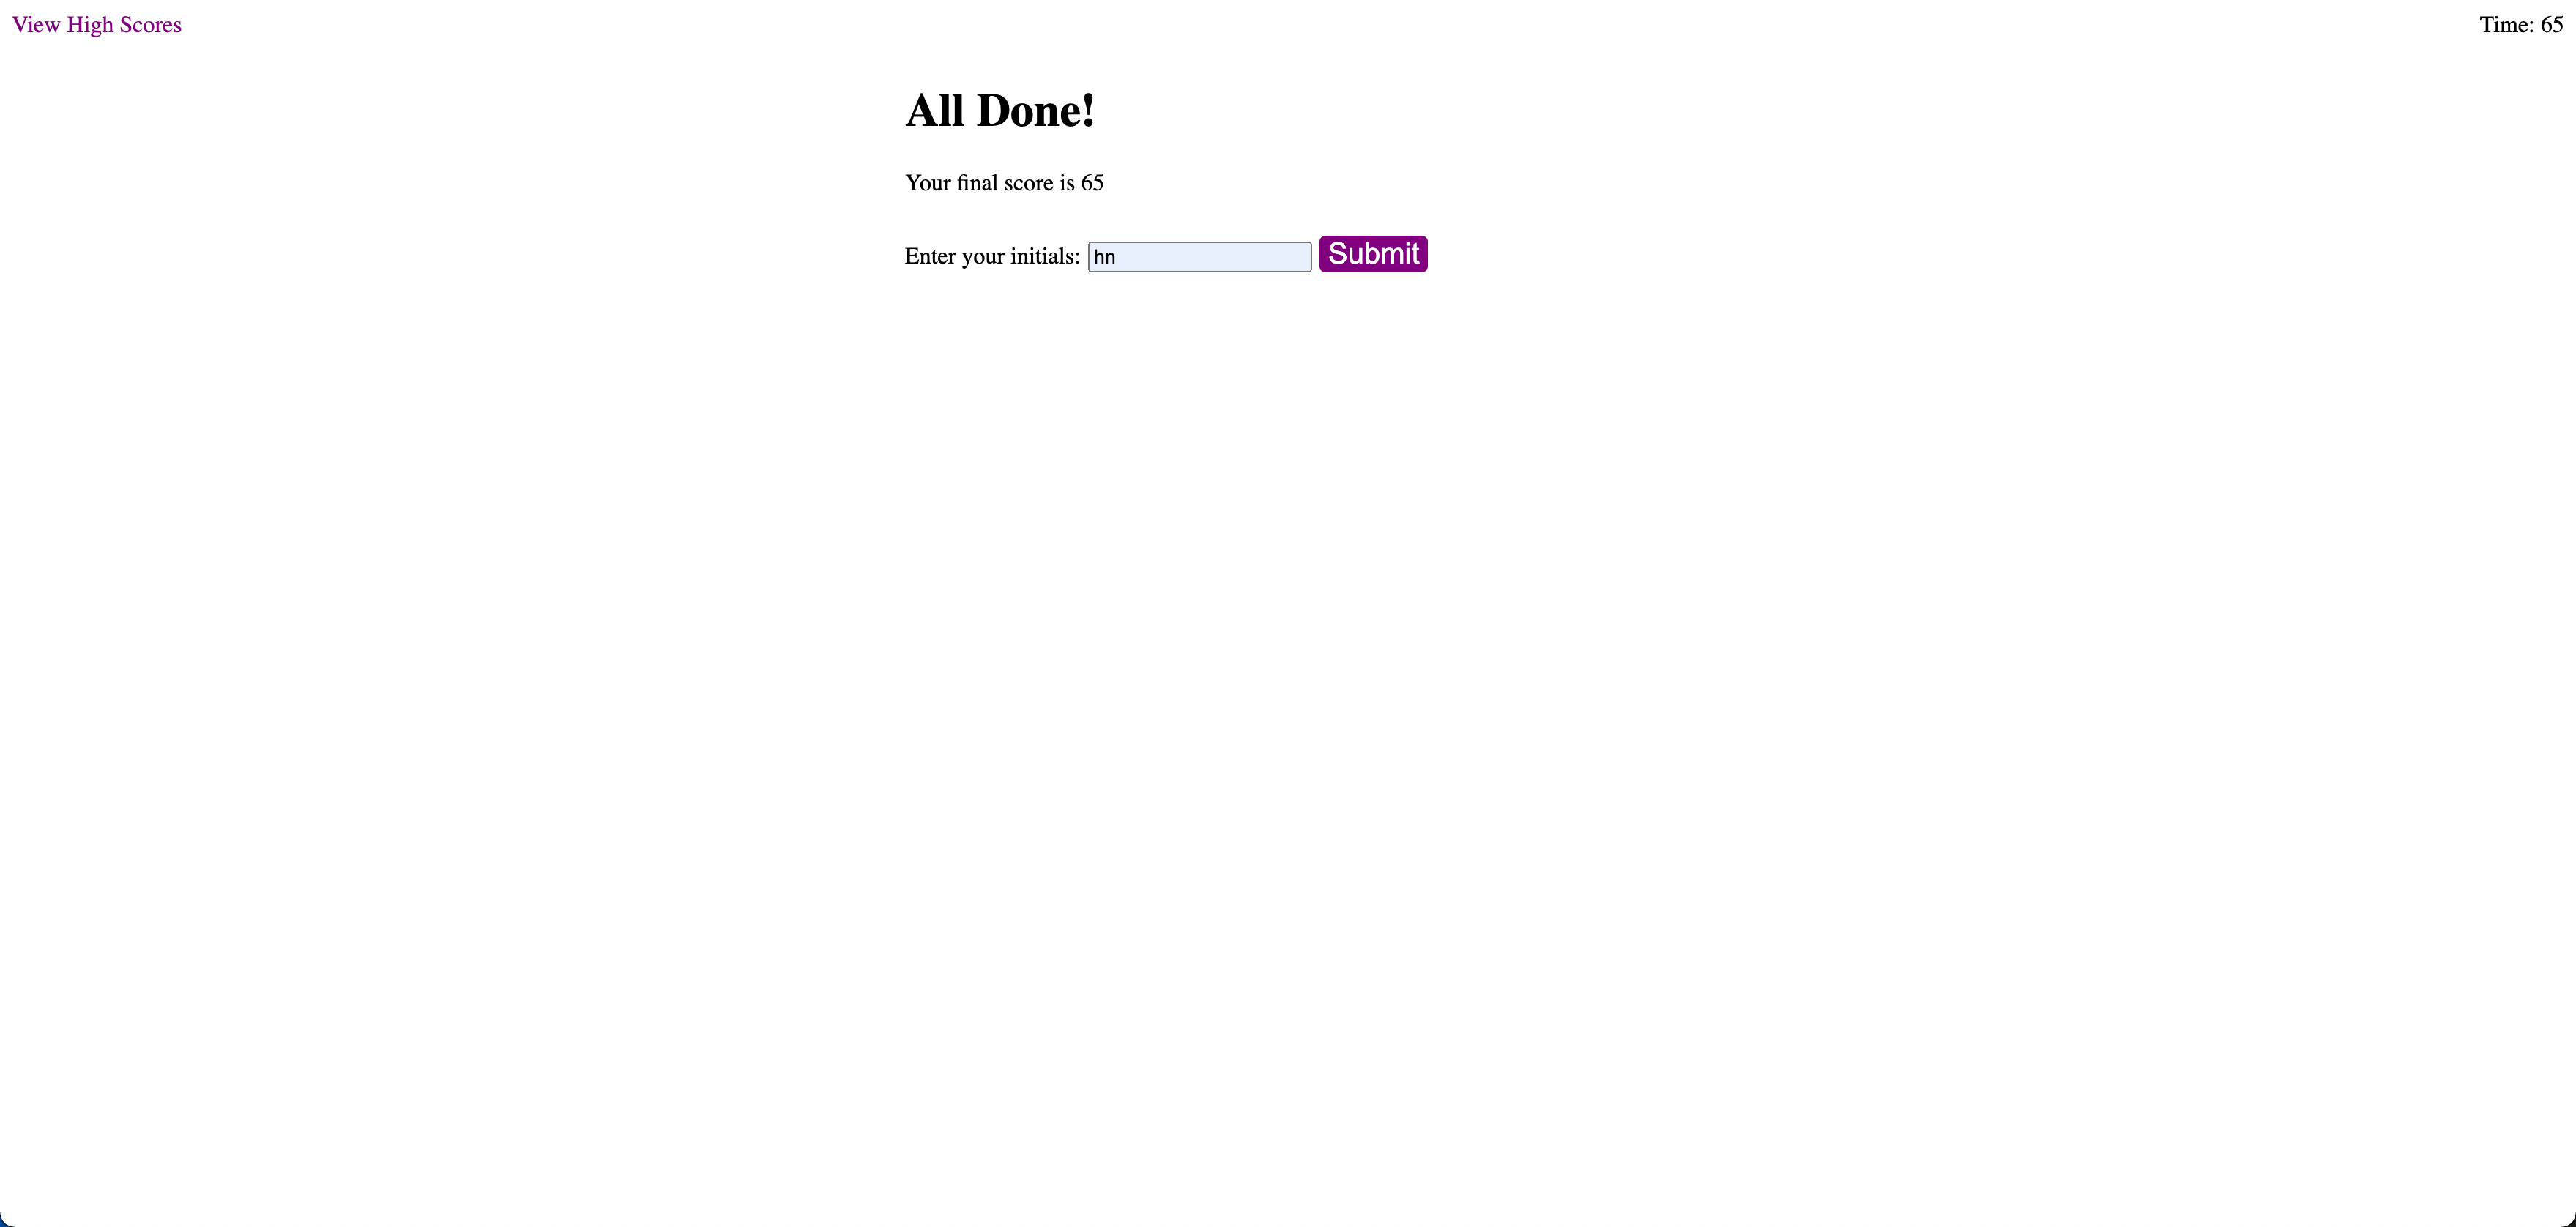 View High Scores
Time: 65
All Done!
Your final score is 65
Enter your initials: hn Submit